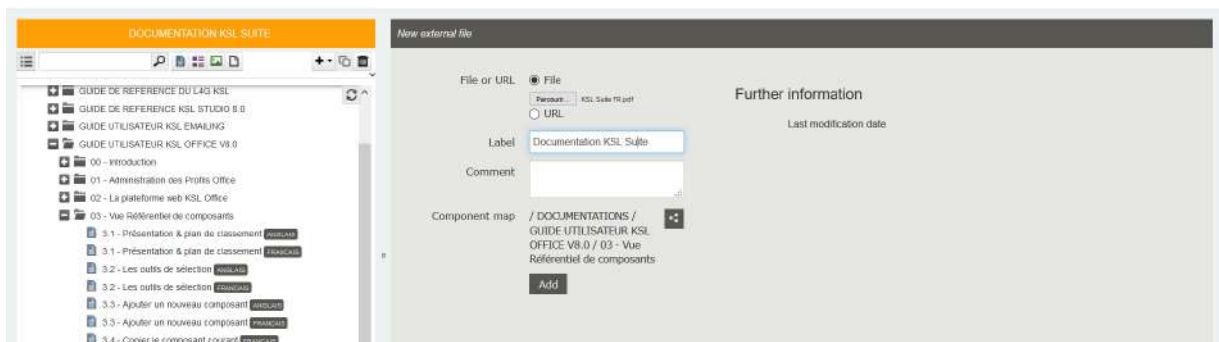 DOCUMENTATION KSL SUITE
GUIDE DE REFERENCE DU L4G KSL
GUIDE DE REFERENCE KSL STUDIO 8.0
GUIDE UTILISATEUR KSL EMAILING
GUIDE UTILISATEUR KSL OFFICE V8.0
00 - Introduction
01 - Administration des Profils Office
02 - La plateforme web KSL Office
03 - Vue Référentiel de composants
3.1 - Présentation & plan de classement ANGLAIS
3.1 - Présentation & plan de classement FRANCAIS
3.2 - Les outils de sélection ANGLAIS
3.2 - Les outils de sélection FRANCAIS
3.3 - Ajouter un nouveau composant ANGLAIS
3.3 - Ajouter un nouveau composant FRANCAIS
3.4 - Copier le composant courant FRANCAIS
New external file
File or URL File
Parcourir... KSL Suite FR.pdf
URL
Label Documentation KSL Suite
Comment
Component map / DOCUMENTATIONS /
GUIDE UTILISATEUR KSL
OFFICE V8.0 / 03 - Vue
Référentiel de composants
Add
Further information
Last modification date